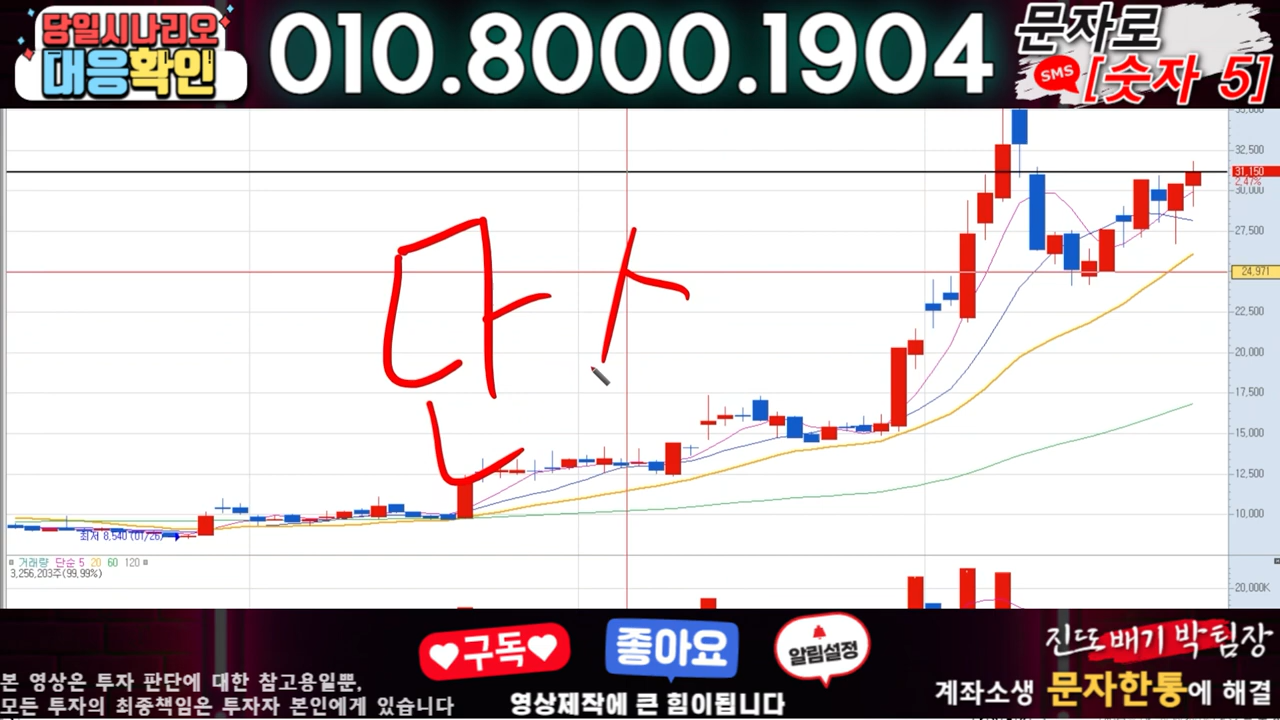 당일시나리오
대응확인
010.8000.1904
문자로
SMS
[숫자 5]
35,000
32,500
31,150
2.47%
30,000
27,500
24,971
22,500
20,000
17,500
15,000
12,500
10,000
단 ㅅ
최저 8,540 (01/26)
거래량 단순 5 20 60 120
3,256,203주(99,99%)
20,000K
구독
좋아요
알림설정
진또배기 박팀장
본 영상은 투자 판단에 대한 참고용일뿐,
모든 투자의 최종책임은 투자자 본인에게 있습니다
영상제작에 큰 힘이됩니다
계좌소생 문자한통에 해결